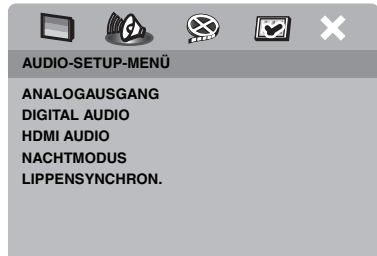 AUDIO-SETUP-MENÜ
ANALOGAUSGANG
DIGITAL AUDIO
HDMI AUDIO
NACHTMODUS
LIPPENSYNCHRON.